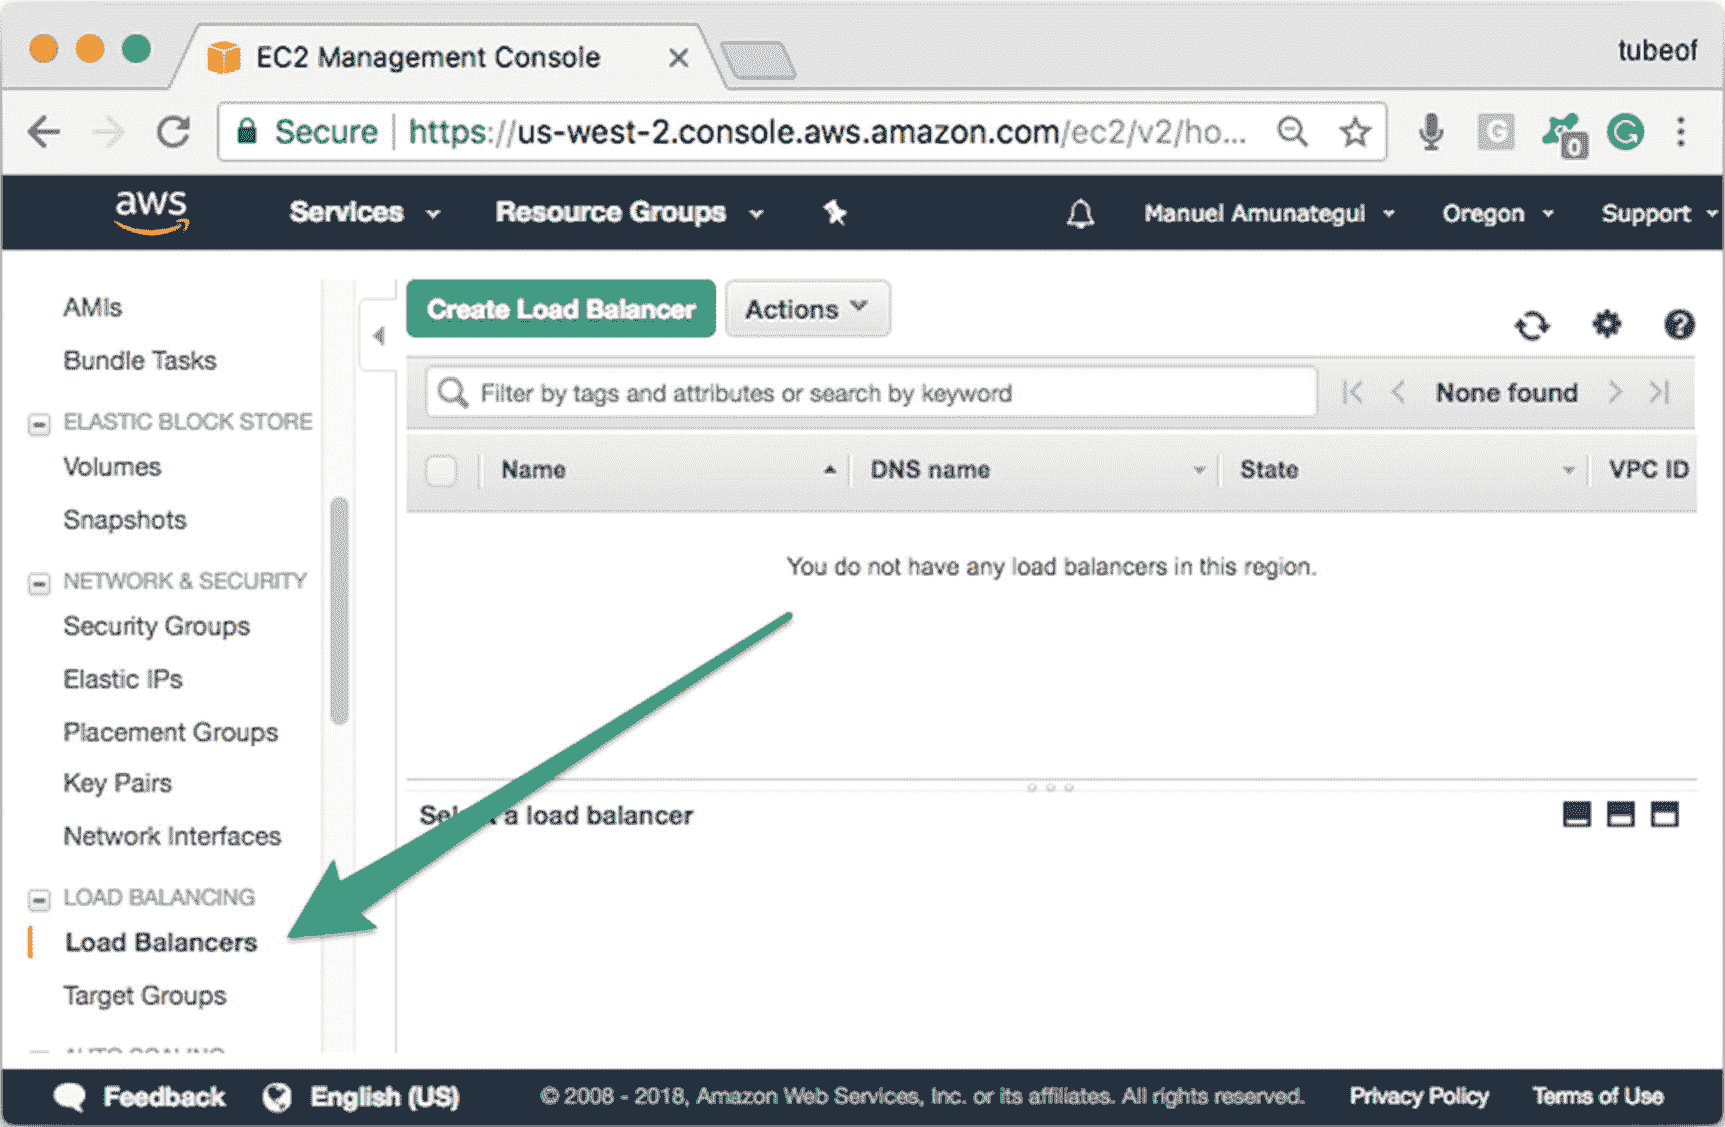 EC2 Management Console
tubeof
Secure https://us-west-2.console.aws.amazon.com/ec2/v2/ho...
0
aws Services Resource Groups Manuel Amunategui Oregon Support
AMIs
Bundle Tasks
ELASTIC BLOCK STORE
Volumes
Snapshots
NETWORK & SECURITY
Security Groups
Elastic IPs
Placement Groups
Key Pairs
Network Interfaces
LOAD BALANCING
Load Balancers
Target Groups
Create Load Balancer Actions
Filter by tags and attributes or search by keyword None found
Name DNS name State VPC ID
You do not have any load balancers in this region.
a load balancer
Feedback English (US) © 2008 - 2018, Amazon Web Services, Inc. or its affiliates. All rights reserved. Privacy Policy Terms of Use